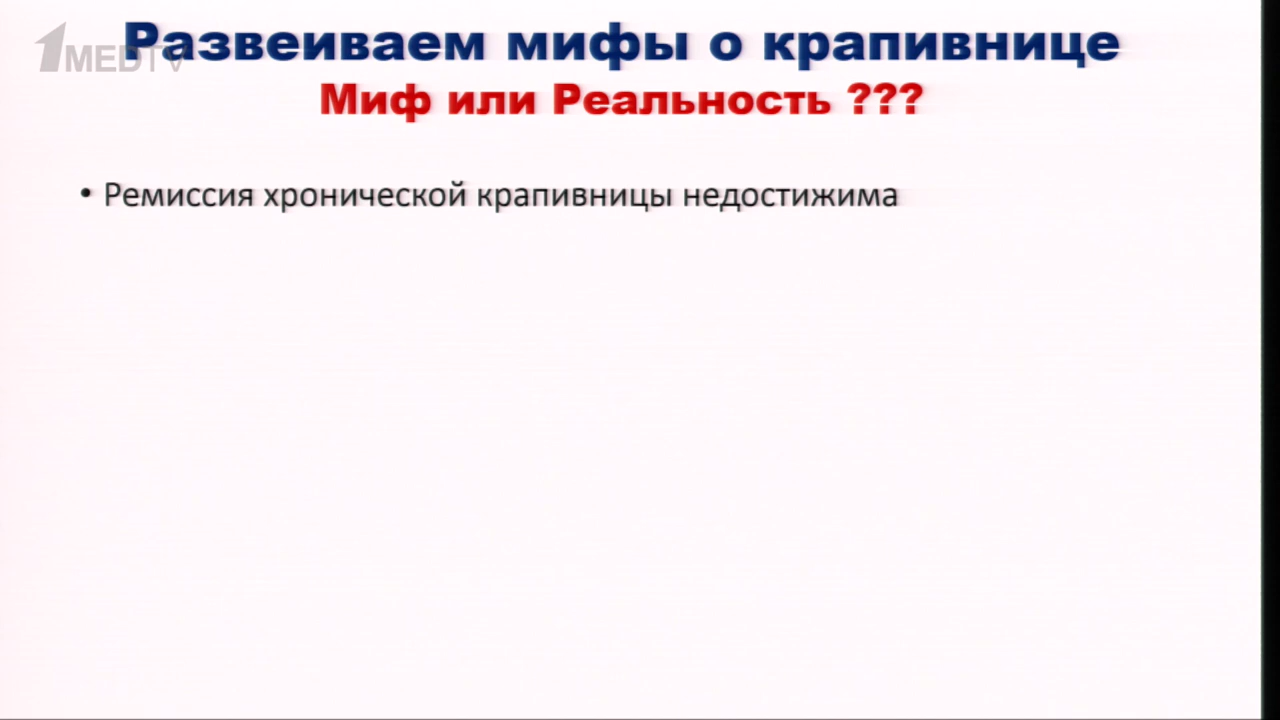 1MEDTV
Развеиваем мифы о крапивнице
Миф или Реальность ???
• Ремиссия хронической крапивницы недостижима